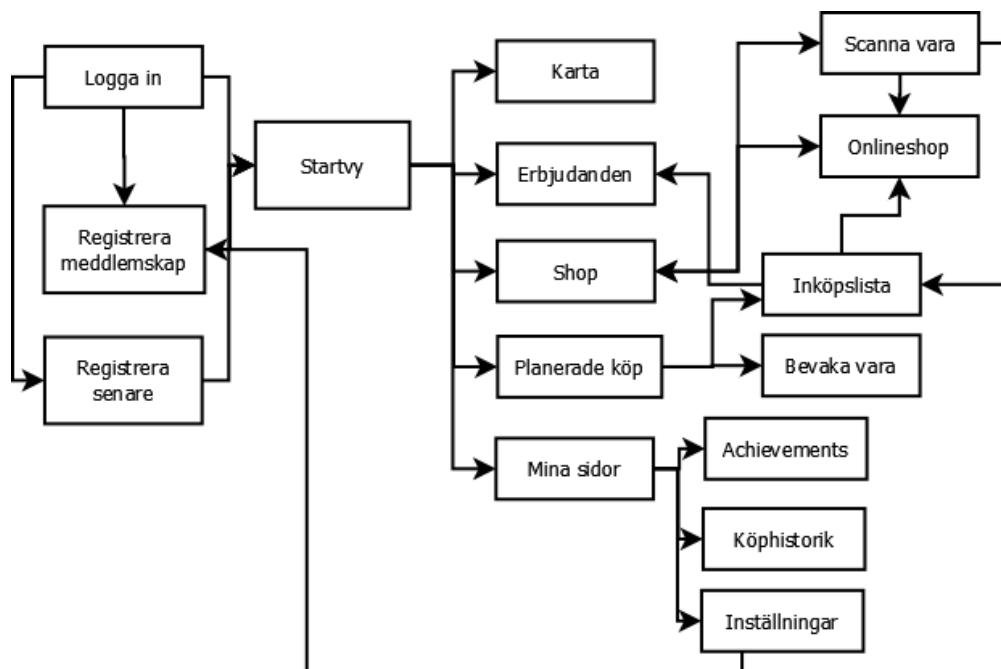 Logga in
Registrera
meddlemskap
Registrera
senare
Startvy
Karta
Erbjudanden
Shop
Planerade köp
Mina sidor
Scanna vara
Onlineshop
Inköpslista
Bevaka vara
Achievements
Köphistorik
Inställningar